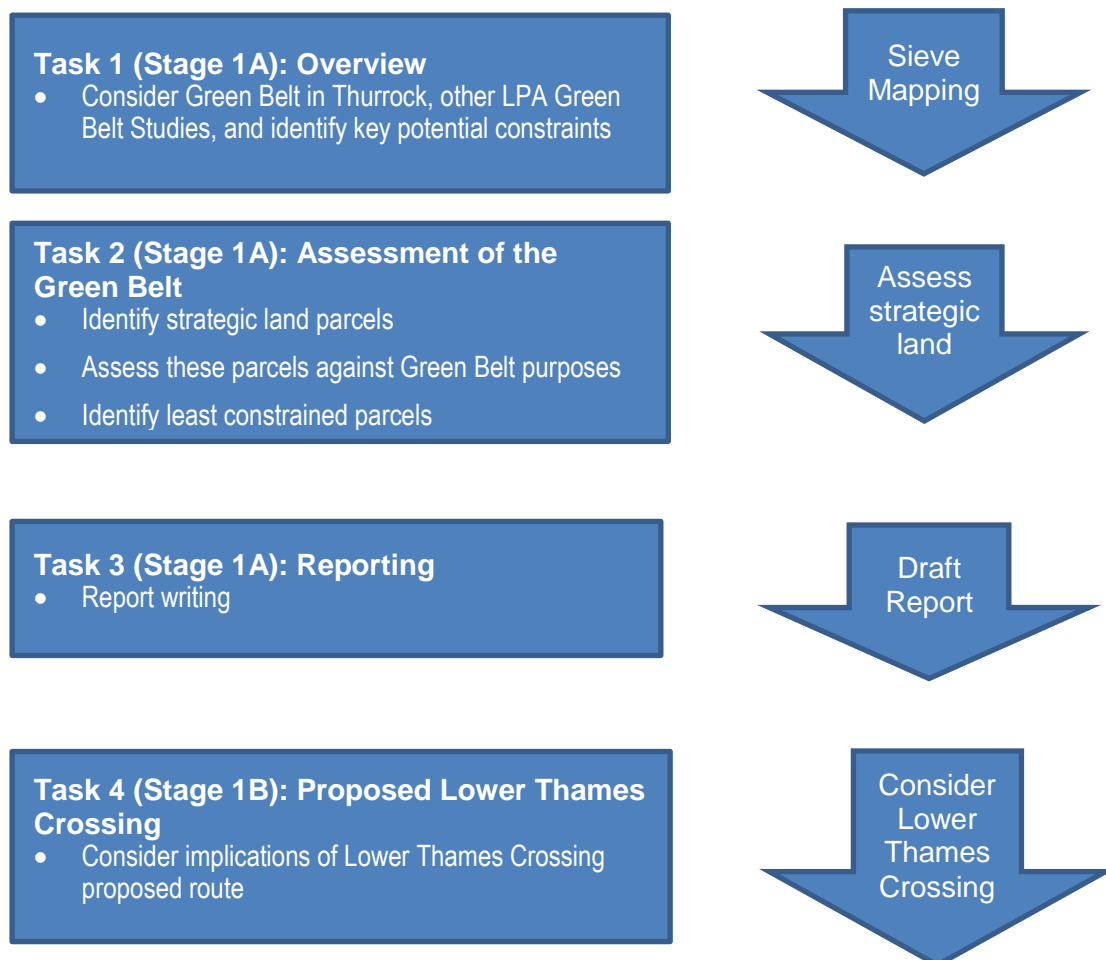 Task 1 (Stage 1A): Overview
• Consider Green Belt in Thurrock, other LPA Green
Belt Studies, and identify key potential constraints
Sieve
Mapping
Task 2 (Stage 1A): Assessment of the
Green Belt
• Identify strategic land parcels
• Assess these parcels against Green Belt purposes
• Identify least constrained parcels
Assess
strategic
land
Task 3 (Stage 1A): Reporting
• Report writing
Draft
Report
Task 4 (Stage 1B): Proposed Lower Thames
Crossing
• Consider implications of Lower Thames Crossing
proposed route
Consider
Lower
Thames
Crossing